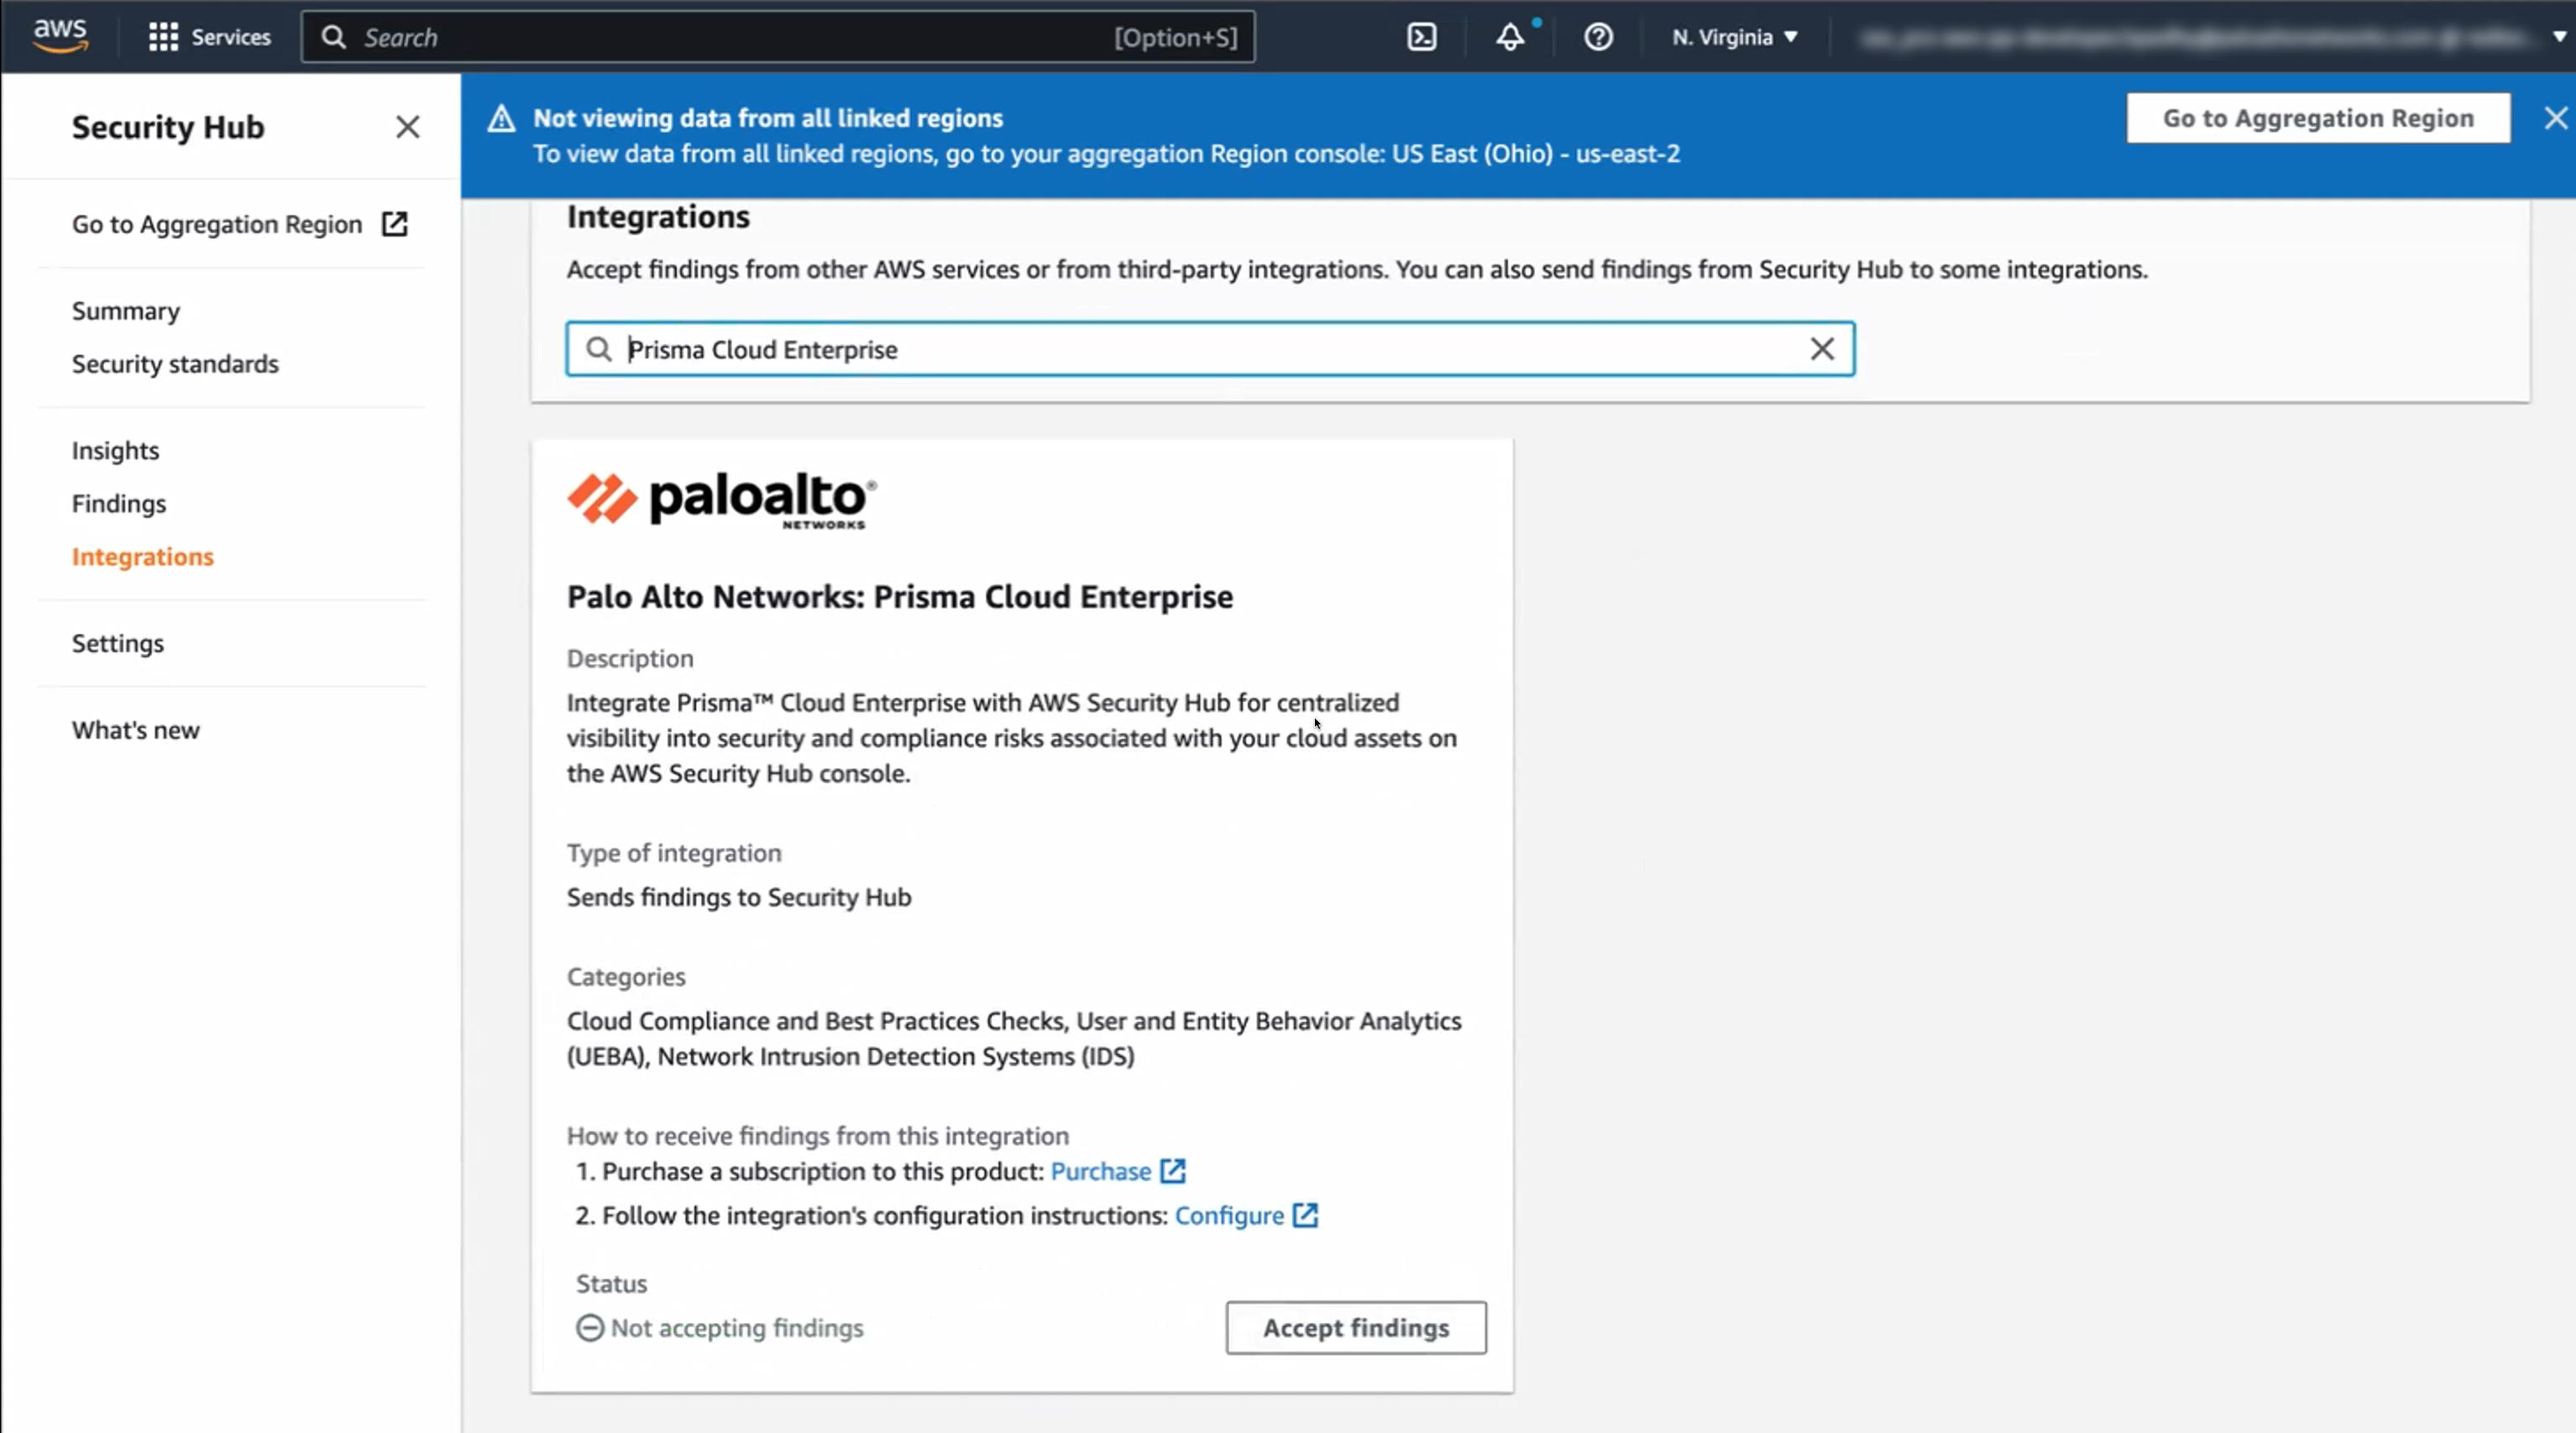 aws
Services
Search
[Option+S]
N. Virginia
Security Hub
Go to Aggregation Region
Summary
Security standards
Insights
Findings
Integrations
Settings
What's new
Not viewing data from all linked regions
To view data from all linked regions, go to your aggregation Region console: US East (Ohio) - us-east-2
Go to Aggregation Region
Integrations
Accept findings from other AWS services or from third-party integrations. You can also send findings from Security Hub to some integrations.
Prisma Cloud Enterprise
paloalto®
NETWORKS
Palo Alto Networks: Prisma Cloud Enterprise
Description
Integrate Prisma™ Cloud Enterprise with AWS Security Hub for centralized
visibility into security and compliance risks associated with your cloud assets on
the AWS Security Hub console.
Type of integration
Sends findings to Security Hub
Categories
Cloud Compliance and Best Practices Checks, User and Entity Behavior Analytics
(UEBA), Network Intrusion Detection Systems (IDS)
How to receive findings from this integration
1. Purchase a subscription to this product: Purchase
2. Follow the integration's configuration instructions: Configure
Status
Not accepting findings
Accept findings